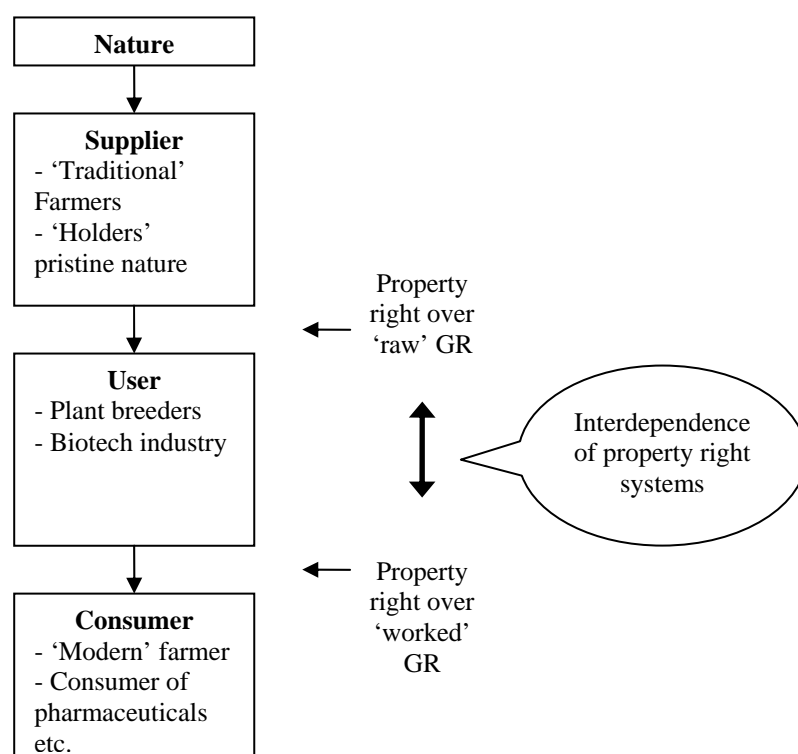 Nature
Supplier
- ‘Traditional’
Farmers
- ‘Holders’
pristine nature
Property
right over
‘raw’ GR
User
- Plant breeders
- Biotech industry
Interdependence
of property right
systems
Property
right over
‘worked’
GR
Consumer
- ‘Modern’ farmer
- Consumer of
pharmaceuticals
etc.